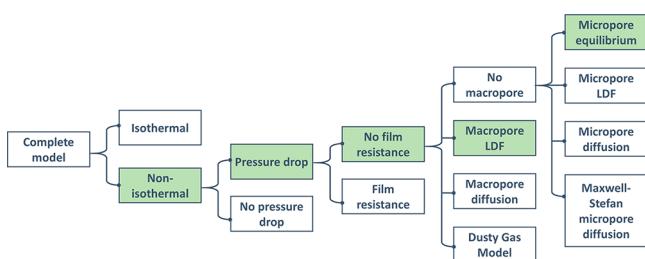 Complete
model
Isothermal
Non-
isothermal
Pressure drop
No pressure
drop
No film
resistance
Film
resistance
No
macropore
Macropore
LDF
Macropore
diffusion
Dusty Gas
Model
Micropore
equilibrium
Micropore
LDF
Micropore
diffusion
Maxwell-
Stefan
micropore
diffusion